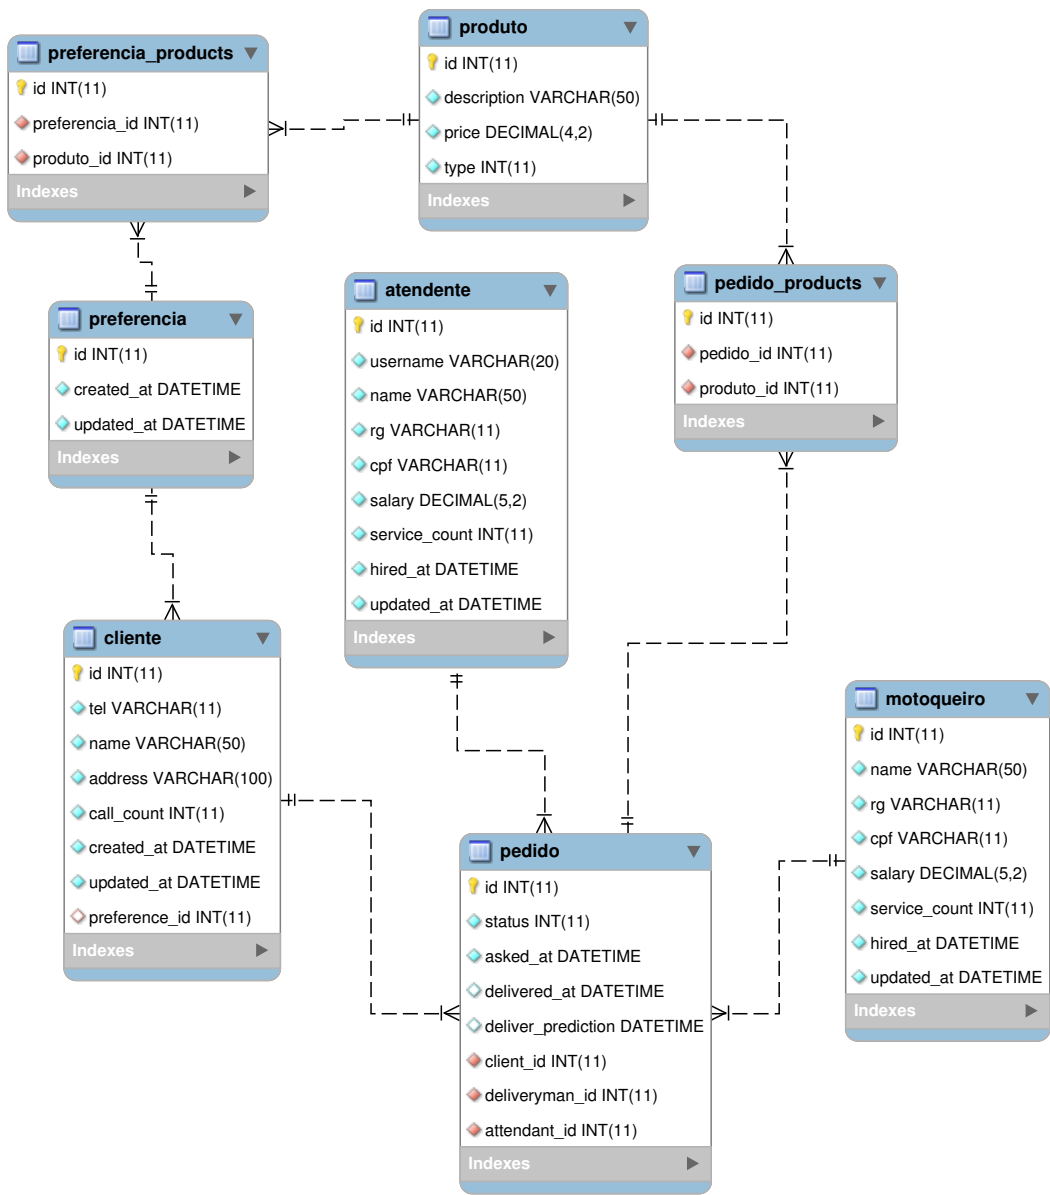 preferencia_products
id INT(11)
preferencia_id INT(11)
produto_id INT(11)
Indexes
produto
id INT(11)
description VARCHAR(50)
price DECIMAL(4,2)
type INT(11)
Indexes
preferencia
id INT(11)
created_at DATETIME
updated_at DATETIME
Indexes
atendente
id INT(11)
username VARCHAR(20)
name VARCHAR(50)
rg VARCHAR(11)
cpf VARCHAR(11)
salary DECIMAL(5,2)
service_count INT(11)
hired_at DATETIME
updated_at DATETIME
Indexes
pedido_products
id INT(11)
pedido_id INT(11)
produto_id INT(11)
Indexes
cliente
id INT(11)
tel VARCHAR(11)
name VARCHAR(50)
address VARCHAR(100)
call_count INT(11)
created_at DATETIME
updated_at DATETIME
preference_id INT(11)
Indexes
pedido
id INT(11)
status INT(11)
asked_at DATETIME
delivered_at DATETIME
deliver_prediction DATETIME
client_id INT(11)
deliveryman_id INT(11)
attendant_id INT(11)
Indexes
motoqueiro
id INT(11)
name VARCHAR(50)
rg VARCHAR(11)
cpf VARCHAR(11)
salary DECIMAL(5,2)
service_count INT(11)
hired_at DATETIME
updated_at DATETIME
Indexes